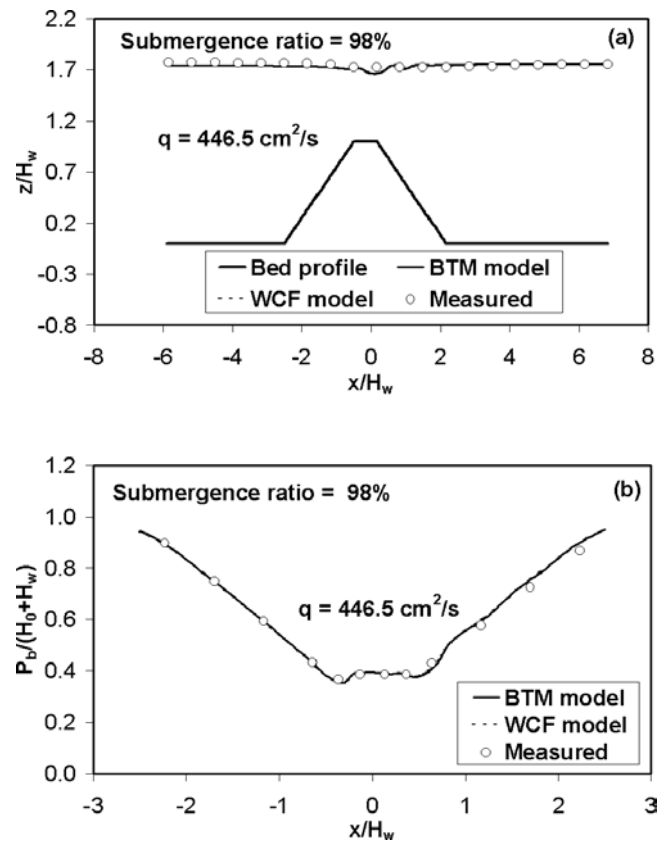 2.2
Submergence ratio = 98%
(a)
1.7
1.2
q = 446.5 cm²/s
z/H_w
0.7
0.2
Bed profile BTM model
WCF model Measured
-0.3
-0.8
-8 -6 -4 -2 0 2 4 6 8
x/H_w
1.2
Submergence ratio = 98%
(b)
1.0
0.8
P_b/(H_0+H_w)
q = 446.5 cm²/s
0.6
0.4
BTM model
WCF model
Measured
0.2
0.0
-3 -2 -1 0 1 2 3
x/H_w